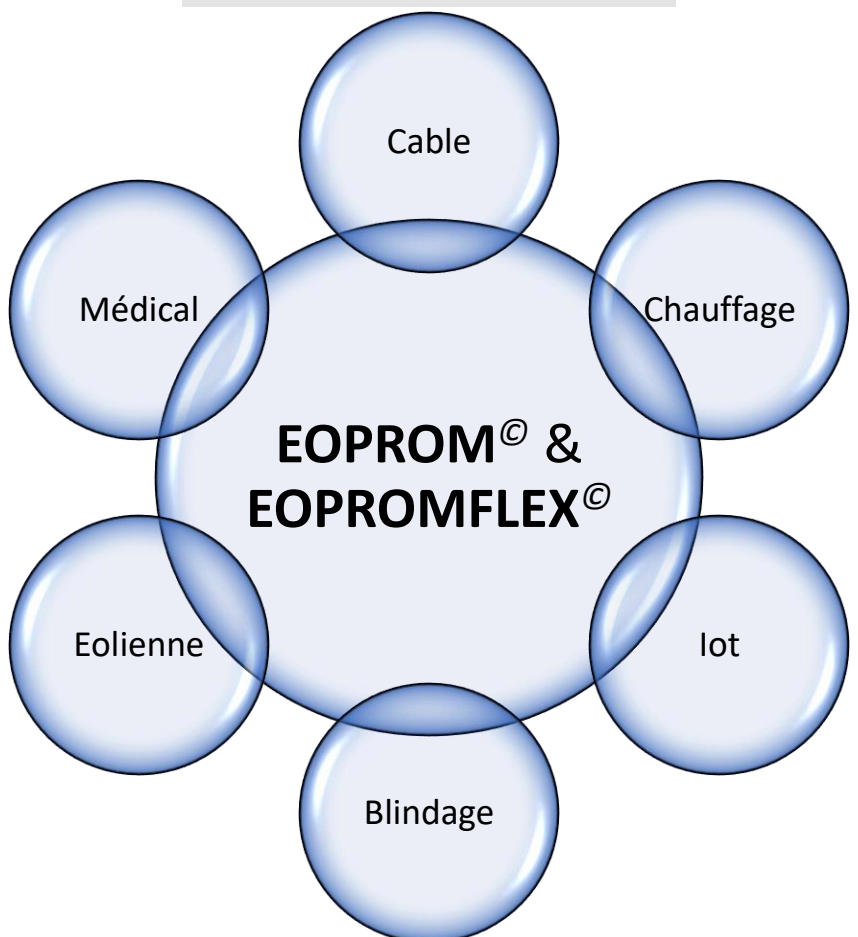 Cable
Médical
Chauffage
EOPROM© &
EOPROMFLEX©
Eolienne
Iot
Blindage